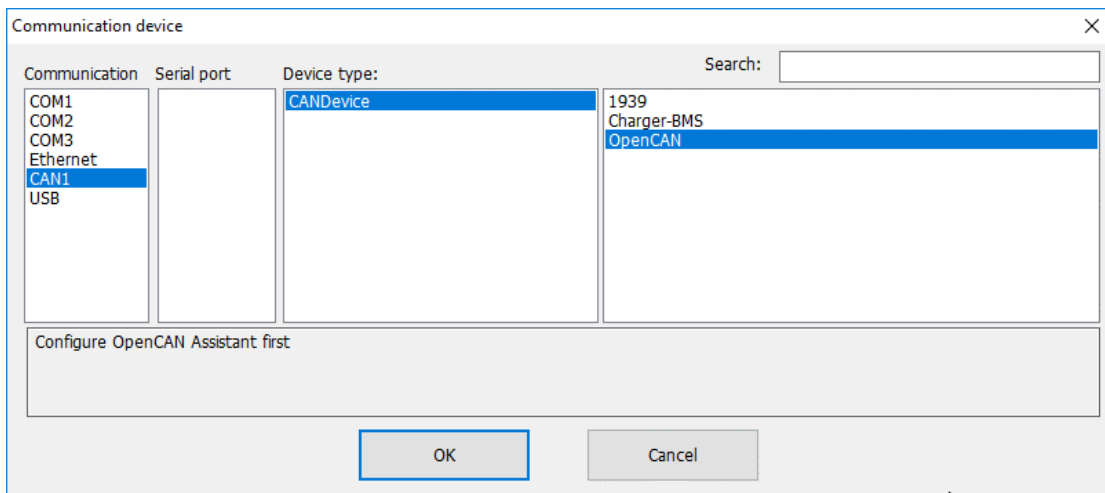 Communication device
Search:
Communication Serial port Device type:
COM1
COM2
COM3
Ethernet
CAN1
USB
CANDevice
1939
Charger-BMS
OpenCAN
Configure OpenCAN Assistant first
OK Cancel